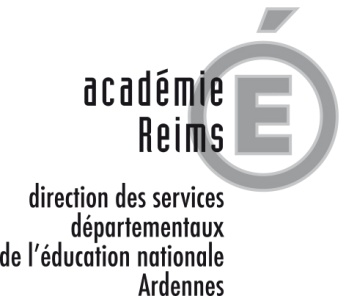 académie
Reims
É
direction des services
départementaux
de l'éducation nationale
Ardennes